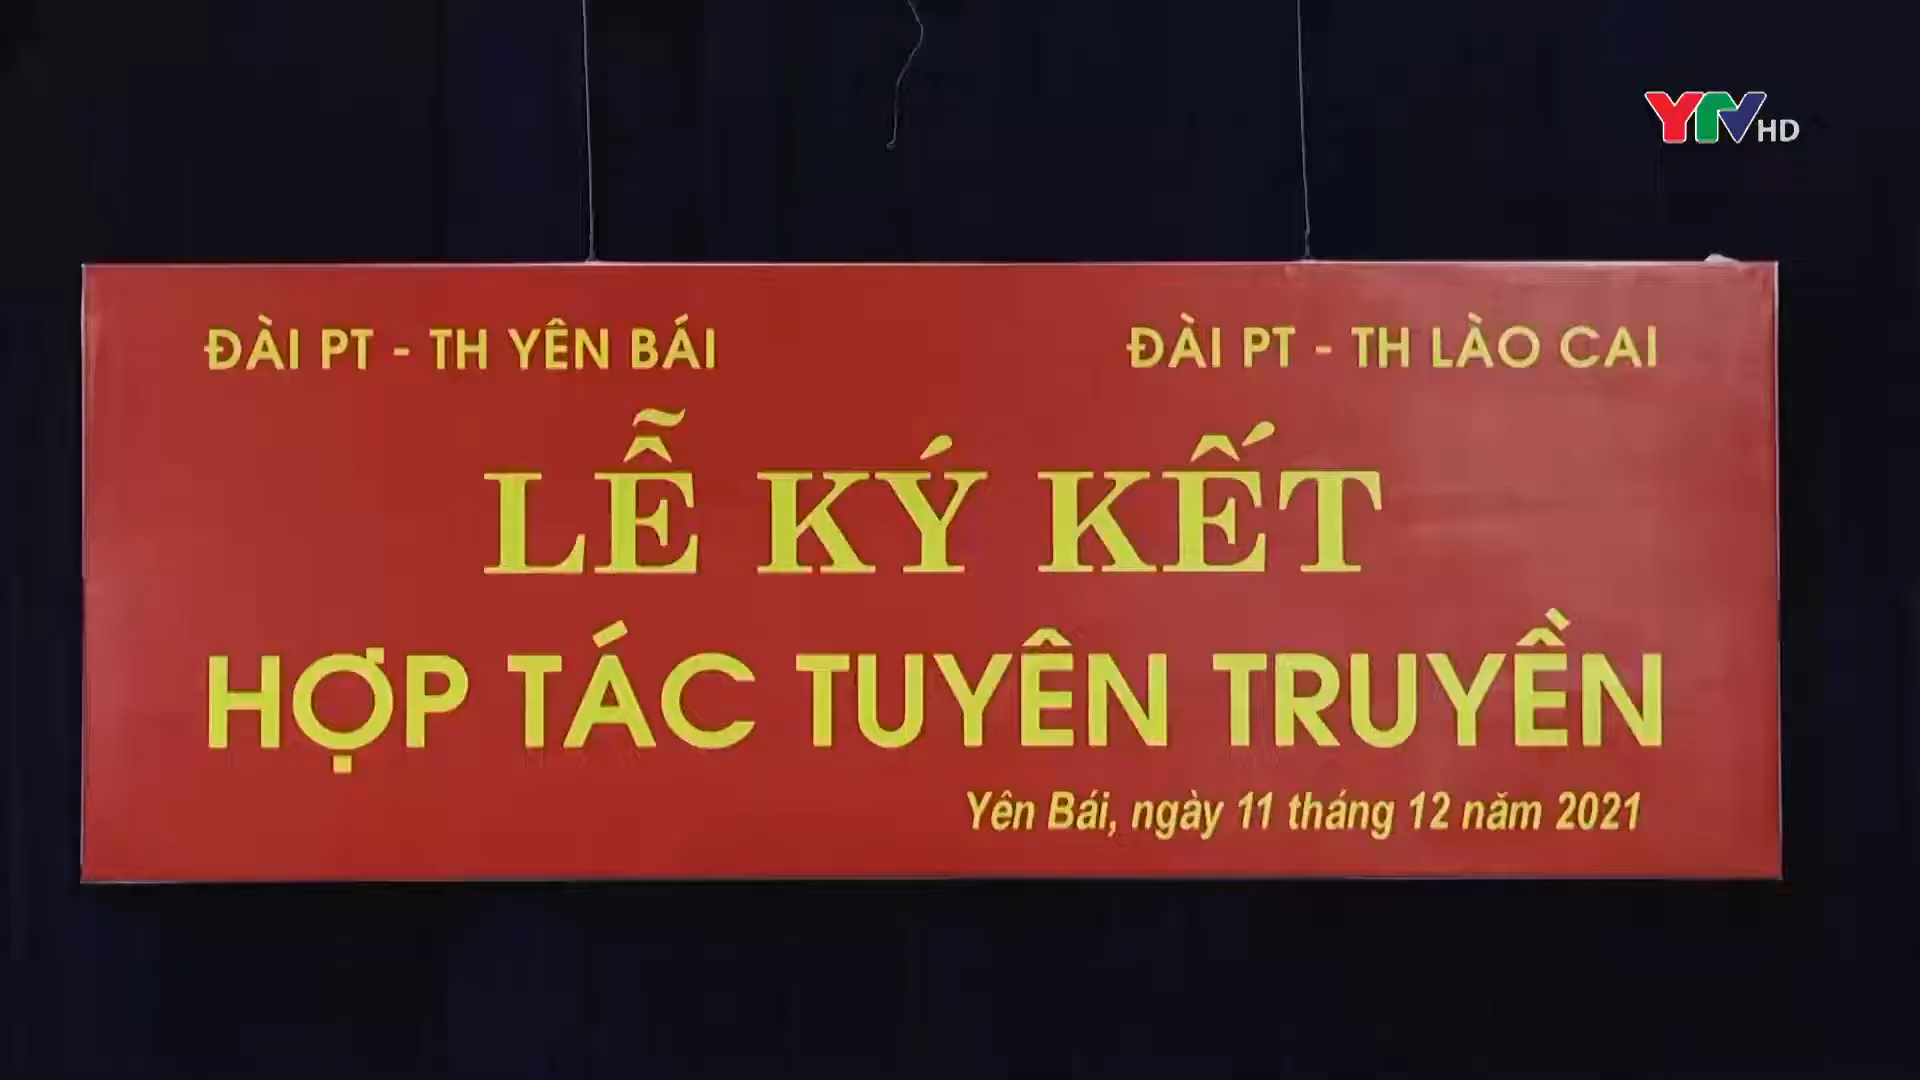 YTV HD
ĐÀI PT - TH YÊN BÁI
ĐÀI PT - TH LÀO CAI
LỄ KÝ KẾT
HỢP TÁC TUYÊN TRUYỀN
Yên Bái, ngày 11 tháng 12 năm 2021